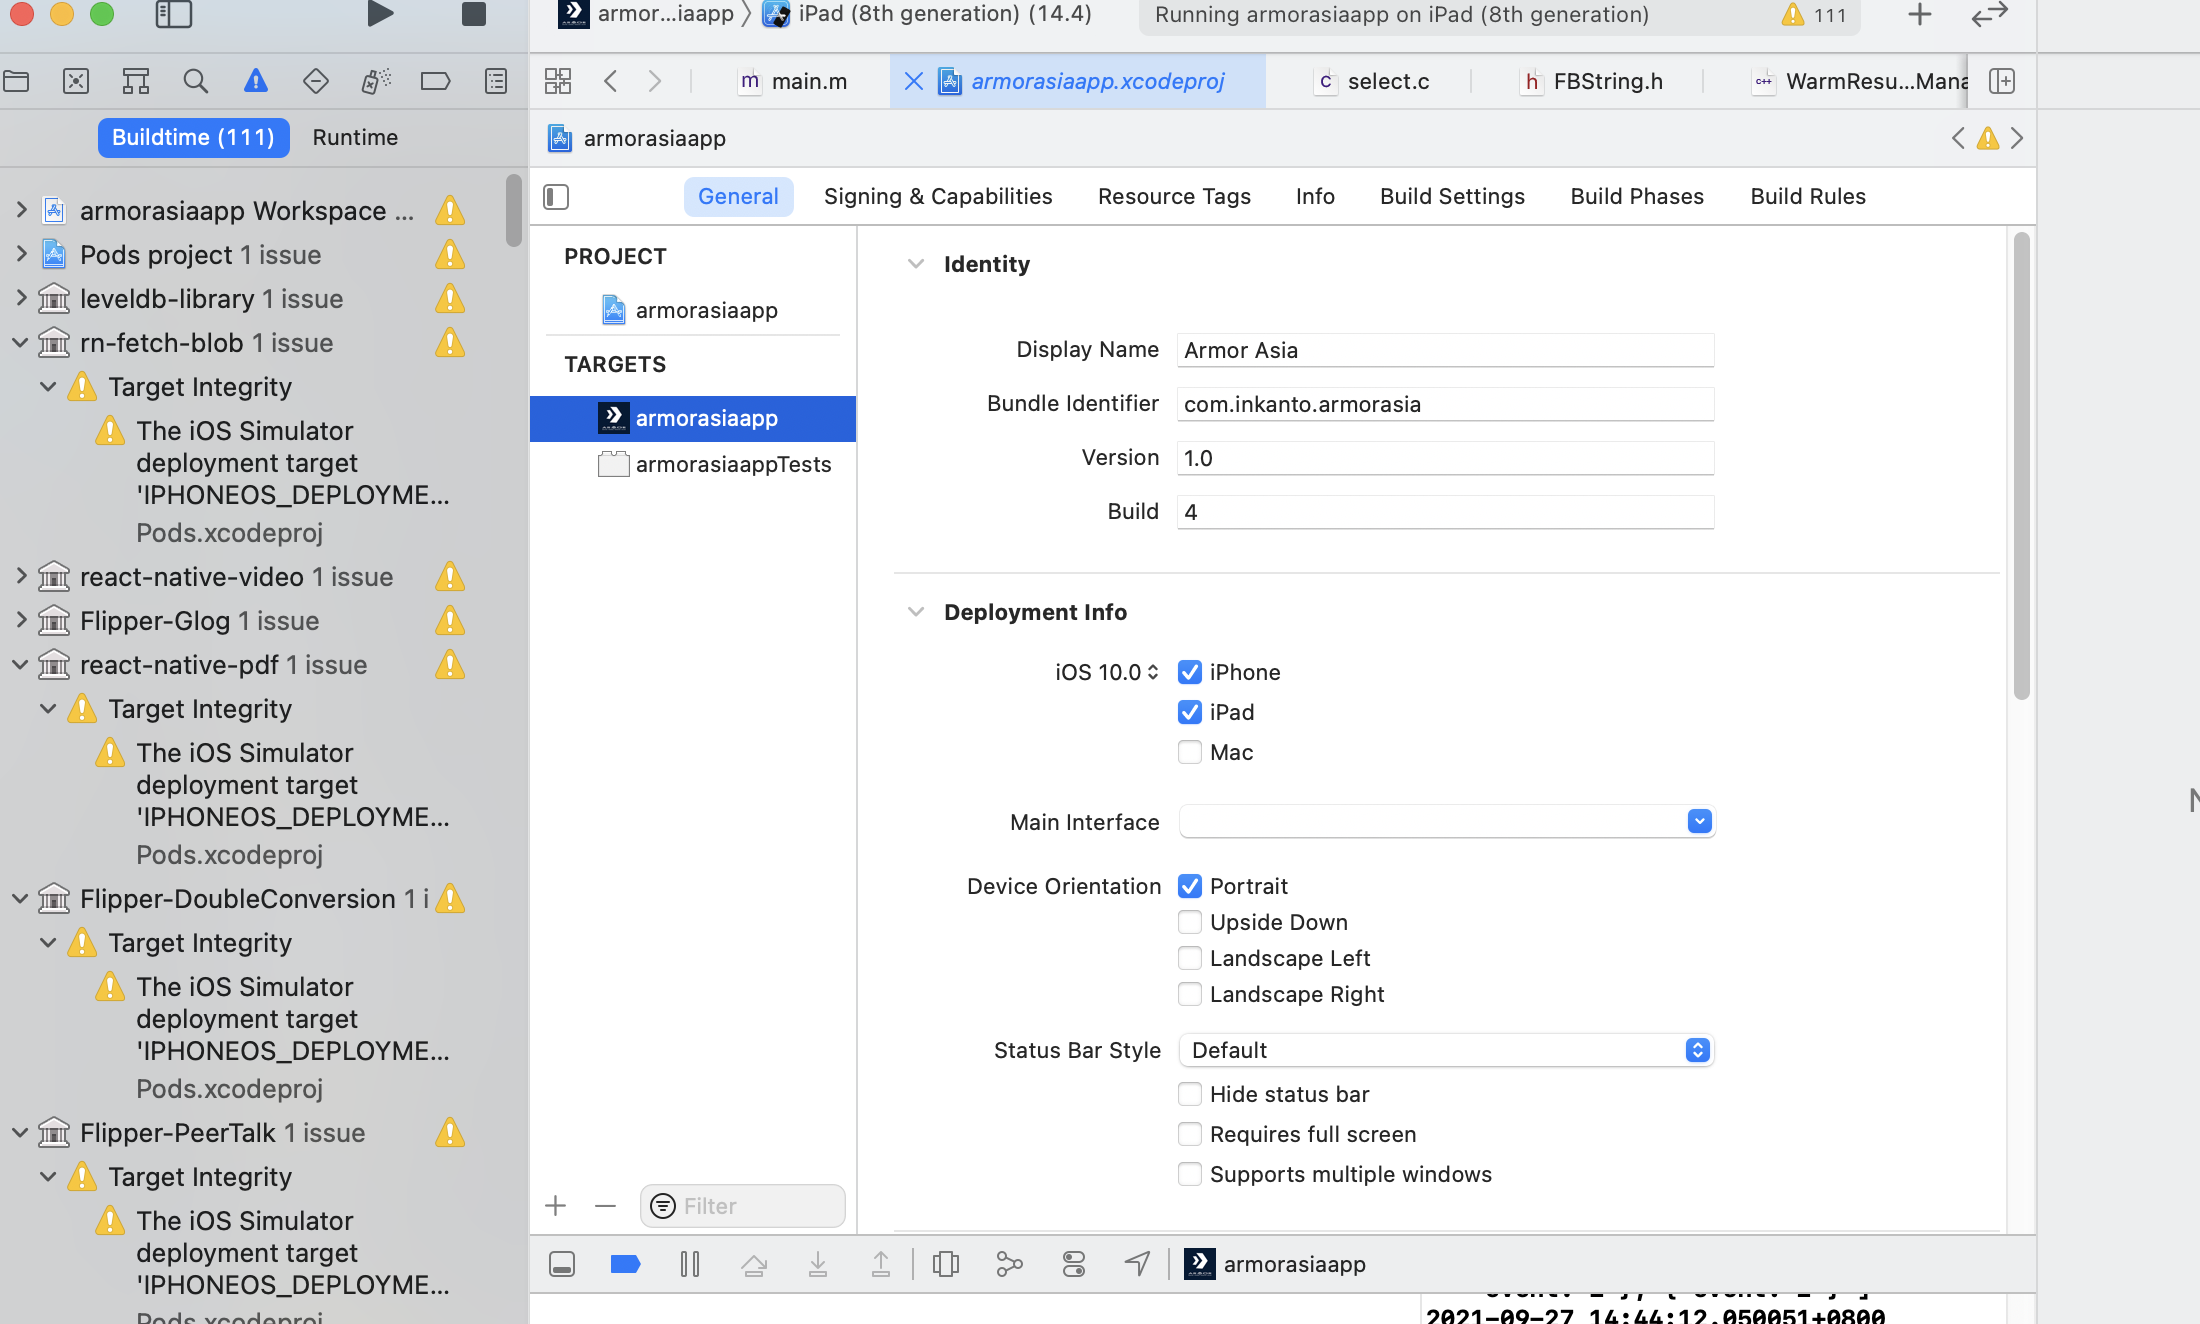 armor...iaapp 〉 iPad (8th generation) (14.4)
Running armorasiaapp on iPad (8th generation)
111
main.m
armorasiaapp.xcodeproj
select.c
FBString.h
WarmResu...Mana
Buildtime (111)
Runtime
armorasiaapp
General
Signing & Capabilities
Resource Tags
Info
Build Settings
Build Phases
Build Rules
armorasiaapp Workspace ...
Pods project 1 issue
leveldb-library 1 issue
rn-fetch-blob 1 issue
Target Integrity
The iOS Simulator
deployment target
'IPHONEOS_DEPLOYME...
Pods.xcodeproj
react-native-video 1 issue
Flipper-Glog 1 issue
react-native-pdf 1 issue
Target Integrity
The iOS Simulator
deployment target
'IPHONEOS_DEPLOYME...
Pods.xcodeproj
Flipper-DoubleConversion 1 i
Target Integrity
The iOS Simulator
deployment target
'IPHONEOS_DEPLOYME...
Pods.xcodeproj
Flipper-PeerTalk 1 issue
Target Integrity
The iOS Simulator
deployment target
'IPHONEOS_DEPLOYME...
Pods.xcodeproj
PROJECT
armorasiaapp
TARGETS
armorasiaapp
armorasiaappTests
Filter
Identity
Display Name Armor Asia
Bundle Identifier com.inkanto.armorasia
Version 1.0
Build 4
Deployment Info
iOS 10.0 iPhone
iPad
Mac
Main Interface
Device Orientation Portrait
Upside Down
Landscape Left
Landscape Right
Status Bar Style Default
Hide status bar
Requires full screen
Supports multiple windows
armorasiaapp
2021-09-27 14:44:12.050051+0800